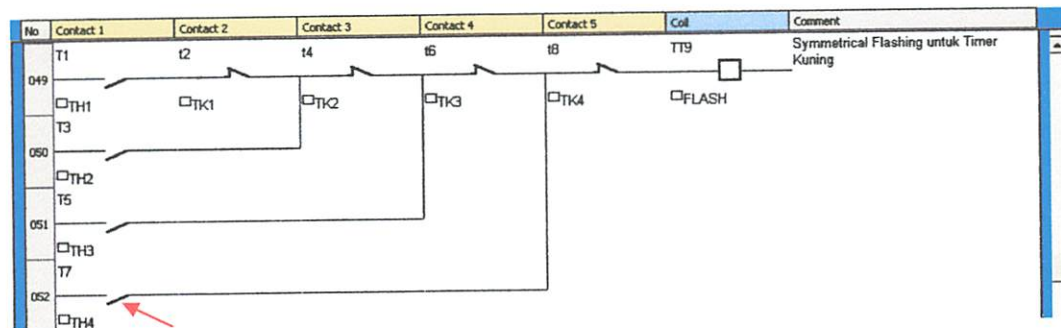 No Contact 1 Contact 2 Contact 3 Contact 4 Contact 5 Coil Comment
T1 t2 t4 t6 t8 TT9 Symmetrical Flashing untuk Timer
Kuning
049
TH1 TK1 TK2 TK3 TK4 FLASH
T3
050
TH2
T5
051
TH3
T7
052
TH4